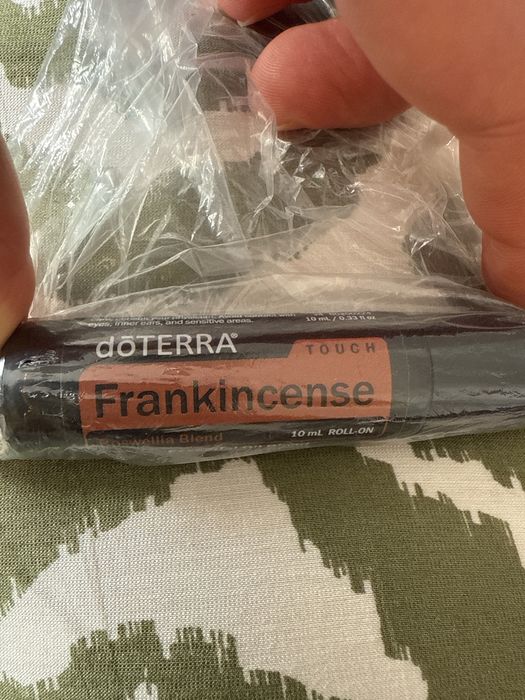 eyes, inner ears, and sensitive areas.
10 mL / 0.33 fl oz
dōTERRA®
TOUCH
Frankincense
Boswellia Blend
10 mL ROLL-ON